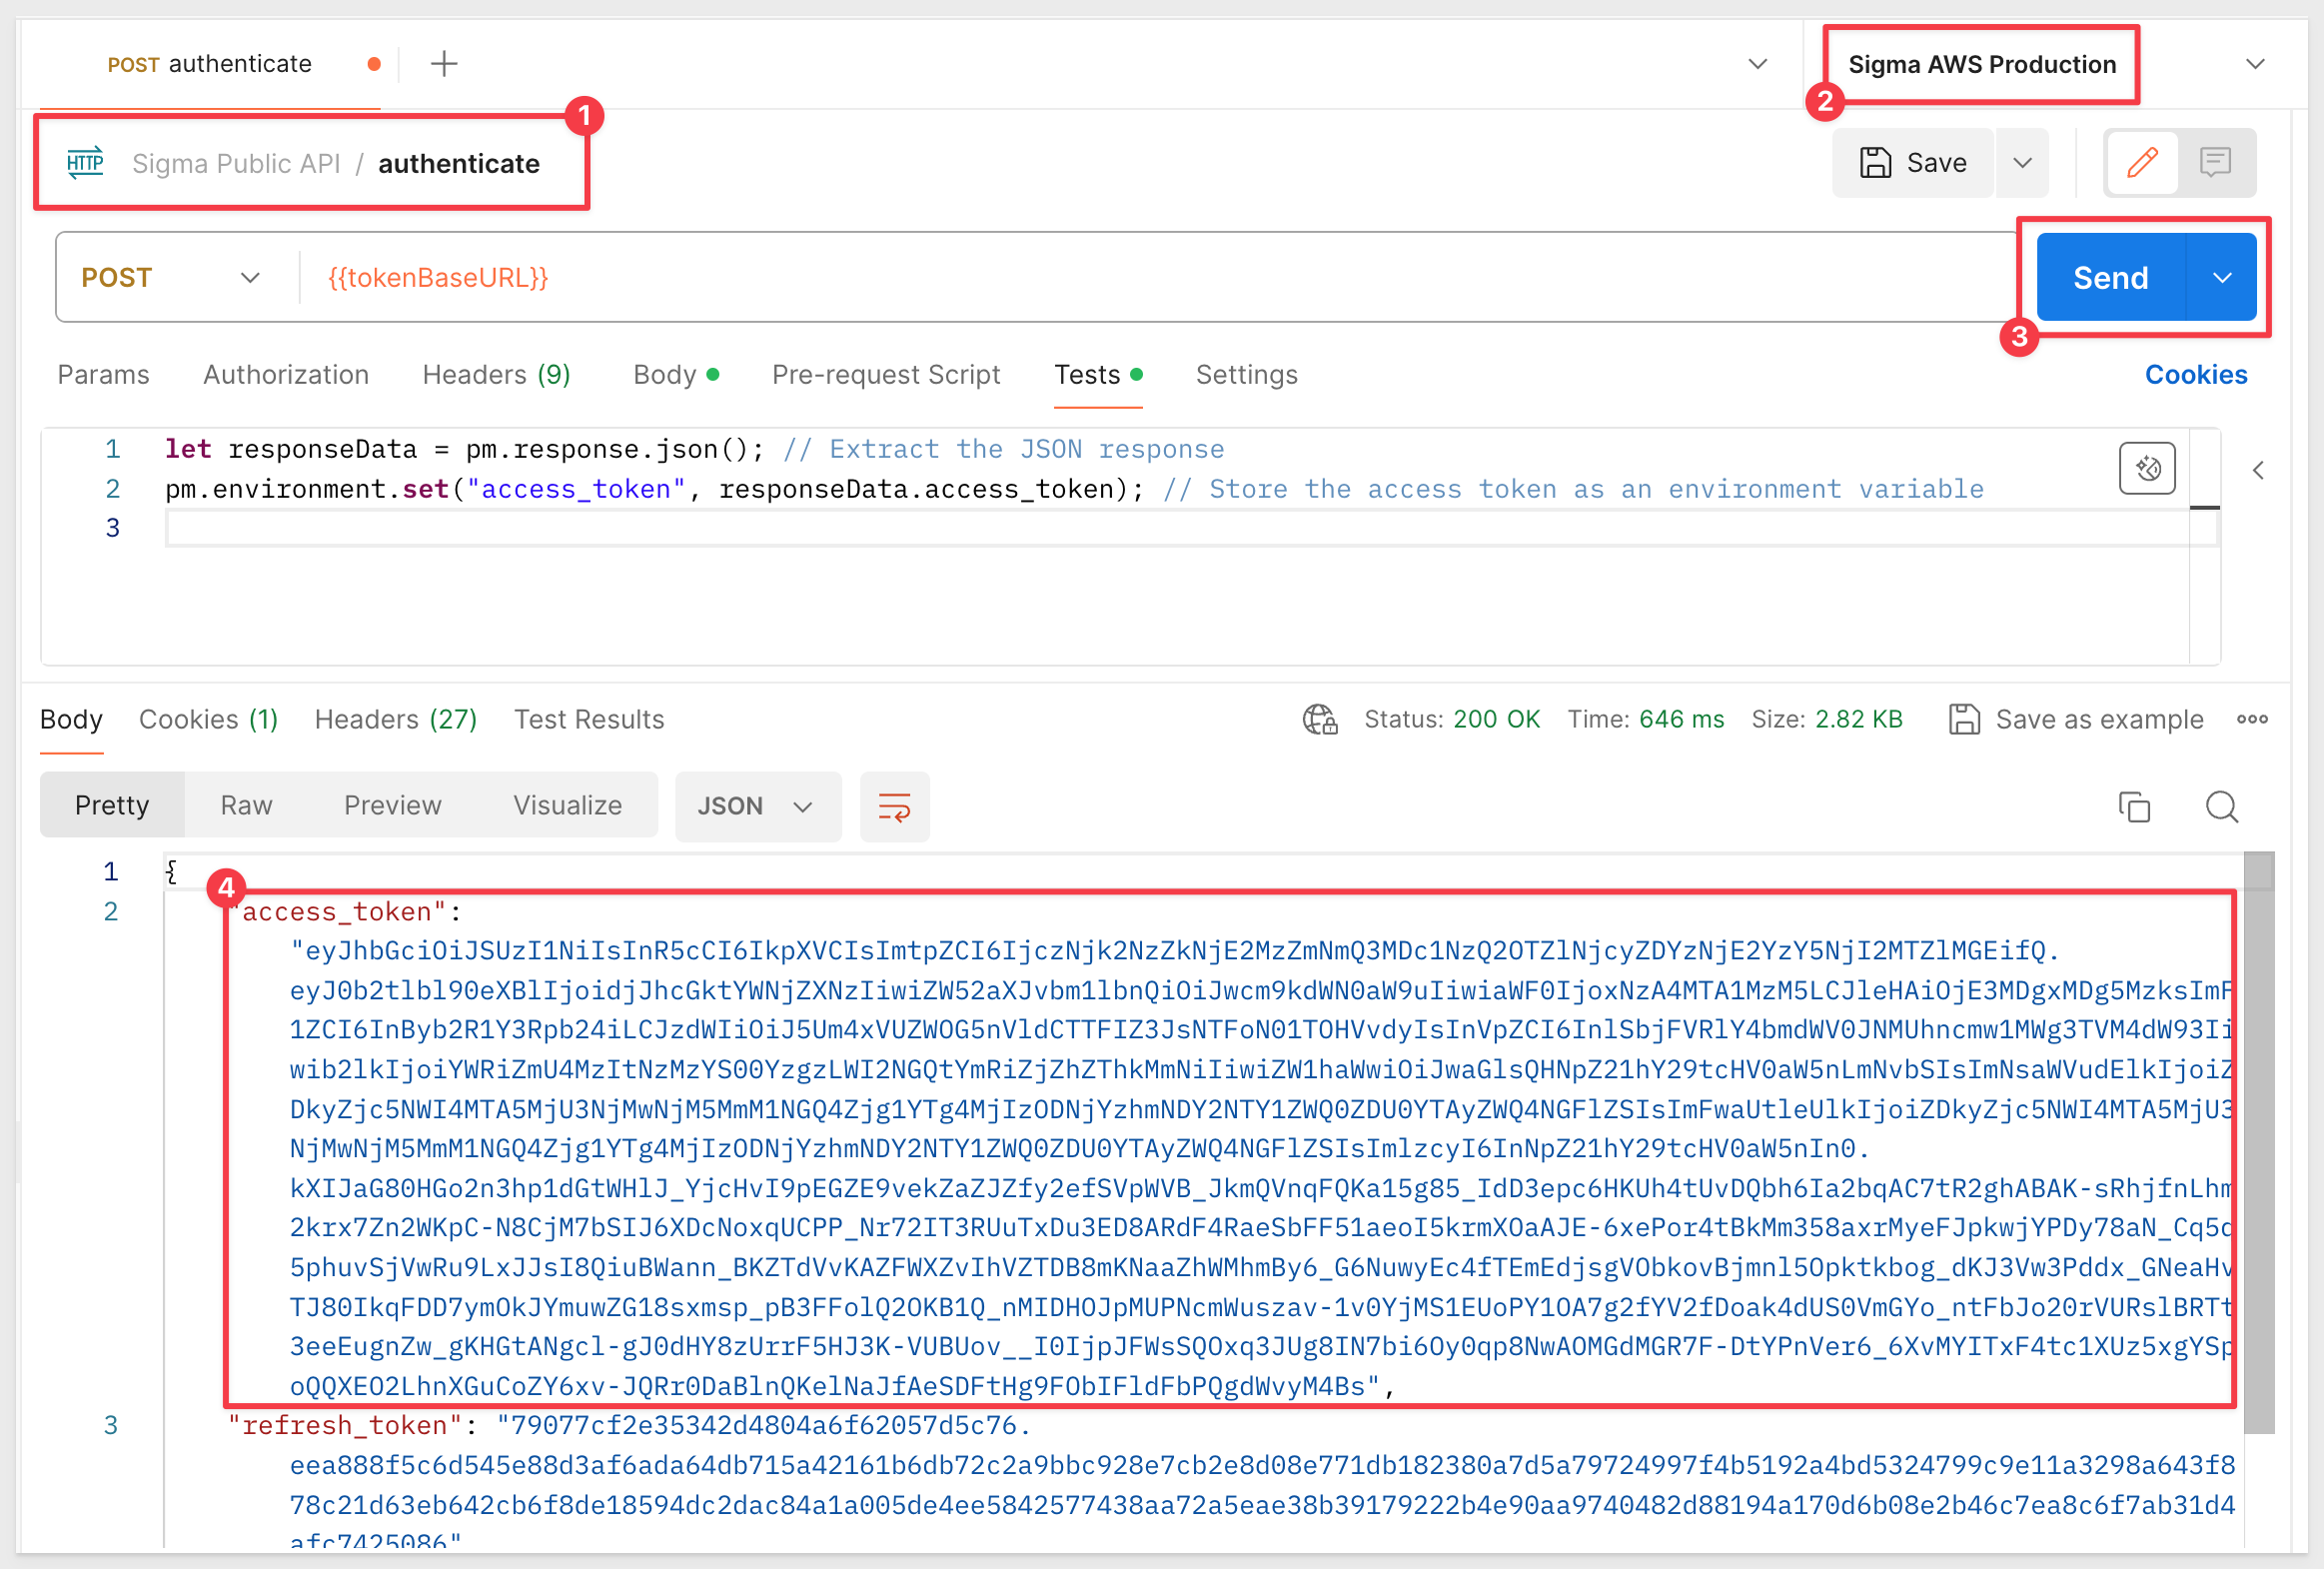 POST authenticate
Sigma AWS Production
1
2
HTTP Sigma Public API / authenticate
Save
POST {{tokenBaseURL}}
Send
3
Params Authorization Headers (9) Body Pre-request Script Tests Settings Cookies
1 let responseData = pm.response.json(); // Extract the JSON response
2 pm.environment.set("access_token", responseData.access_token); // Store the access token as an environment variable
3
Body Cookies (1) Headers (27) Test Results Status: 200 OK Time: 646 ms Size: 2.82 KB Save as example
Pretty Raw Preview Visualize JSON
1 {
4
2 "access_token":
"eyJhbGciOiJSUzI1NiIsInR5cCI6IkpXVCIsImtpZCI6IjczNjk2NzZkNjE2MzZmNmQ3MDc1NzQ2OTZlNjcyZDYzNjE2YzY5NjI2MTZlMGEifQ.
eyJ0b2tlbl90eXBlIjoidjJhcGktYWNjZXNzIiwiZW52aXJvbm1lbnQiOiJwcm9kdWN0aW9uIiwiaWF0IjoxNzA4MTA1MzM5LCJleHAiOjE3MDgxMDg5MzksImF
1ZCI6InByb2R1Y3Rpb24iLCJzdWIiOiJ5Um4xVUZWOG5nVldCTTFIZ3JsNTFoN01TOHVvdyIsInVpZCI6InlSbjFVRlY4bmdWV0JNMUhncmw1MWg3TVM4dW93Ii
wib2lkIjoiYWRiZmU4MzItNzMzYS00YzgzLWI2NGQtYmRiZjZhZThkMmNiIiwiZW1haWwiOiJwaGlsQHNpZ21hY29tcHV0aW5nLmNvbSIsImNsaWVudElkIjoiZ
DkyZjc5NWI4MTA5MjU3NjMwNjM5MmM1NGQ4Zjg1YTg4MjIzODNjYzhmNDY2NTY1ZWQ0ZDU0YTAyZWQ4NGFlZSIsImFwaUtleUlkIjoiZDkyZjc5NWI4MTA5MjU3
NjMwNjM5MmM1NGQ4Zjg1YTg4MjIzODNjYzhmNDY2NTY1ZWQ0ZDU0YTAyZWQ4NGFlZSIsImlzcyI6InNpZ21hY29tcHV0aW5nIn0.
kXIJaG80HGo2n3hp1dGtWHlJ_YjcHvI9pEGZE9vekZaZJZfy2efSVpWVB_JkmQVnqFQKa15g85_IdD3epc6HKUh4tUvDQbh6Ia2bqAC7tR2ghABAK-sRhjfnLhm
2krx7Zn2WKpC-N8CjM7bSIJ6XDcNoxqUCPP_Nr72IT3RUuTxDu3ED8ARdF4RaeSbFF51aeoI5krmXOaAJE-6xePor4tBkMm358axrMyeFJpkwjYPDy78aN_Cq5d
5phuvSjVwRu9LxJJsI8QiuBWann_BKZTdVvKAZFWXZvIhVZTDB8mKNaaZhWMhmBy6_G6NuwyEc4fTEmEdjsgVObkovBjmnl5Opktkbog_dKJ3Vw3Pddx_GNeaHv
TJ80IkqFDD7ymOkJYmuwZG18sxmsp_pB3FFolQ2OKB1Q_nMIDHOJpMUPNcmWuszav-1v0YjMS1EUoPY1OA7g2fYV2fDoak4dUS0VmGYo_ntFbJo20rVURslBRTt
3eeEugnZw_gKHGtANgcl-gJ0dHY8zUrrF5HJ3K-VUBUov__I0IjpJFWsSQOxq3JUg8IN7bi6Oy0qp8NwAOMGdMGR7F-DtYPnVer6_6XvMYITxF4tc1XUz5xgYSp
oQQXEO2LhnXGuCoZY6xv-JQRr0DaBlnQKelNaJfAeSDFtHg9FObIFldFbPQgdWvyM4Bs",
3 "refresh_token": "79077cf2e35342d4804a6f62057d5c76.
eea888f5c6d545e88d3af6ada64db715a42161b6db72c2a9bbc928e7cb2e8d08e771db182380a7d5a79724997f4b5192a4bd5324799c9e11a3298a643f8
78c21d63eb642cb6f8de18594dc2dac84a1a005de4ee5842577438aa72a5eae38b39179222b4e90aa9740482d88194a170d6b08e2b46c7ea8c6f7ab31d4
afc7425086"